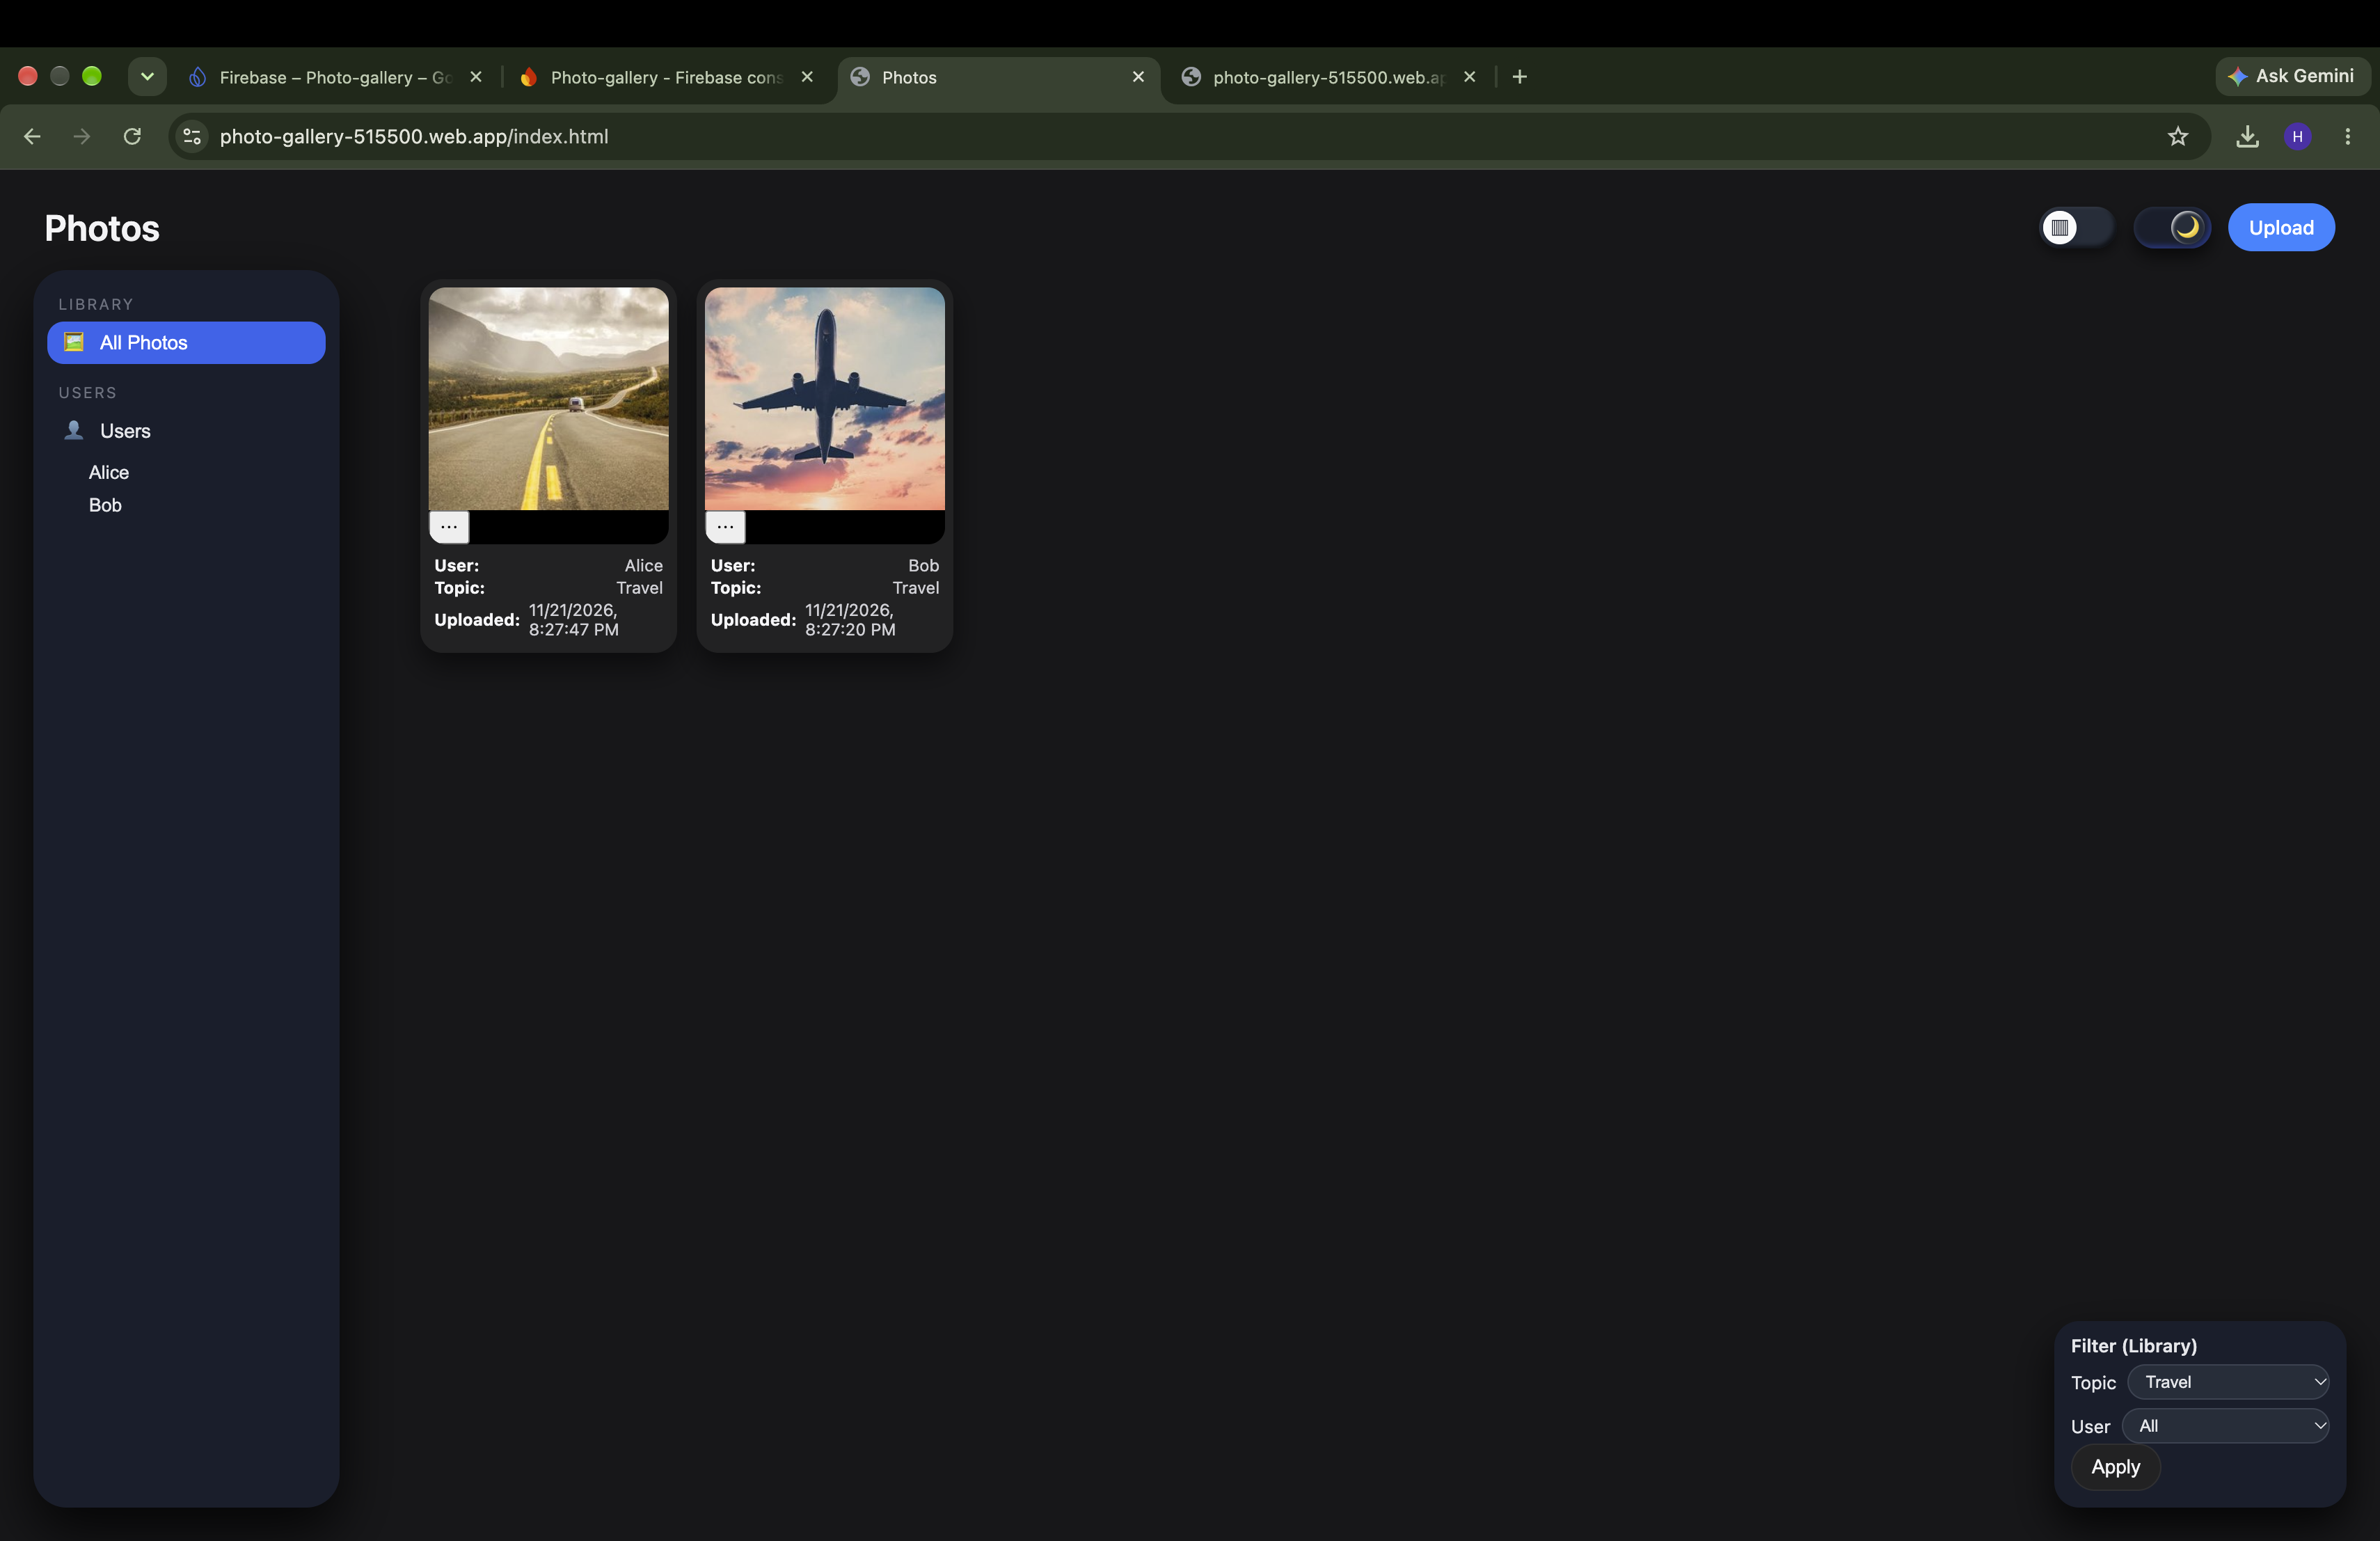 Firebase – Photo-gallery – Go
Photo-gallery - Firebase cons
Photos
photo-gallery-515500.web.ap
Ask Gemini
photo-gallery-515500.web.app/index.html
H
Photos
Upload
LIBRARY
All Photos
USERS
Users
Alice
Bob
...
User: Alice
Topic: Travel
Uploaded: 11/21/2026,
8:27:47 PM
...
User: Bob
Topic: Travel
Uploaded: 11/21/2026,
8:27:20 PM
Filter (Library)
Topic Travel
User All
Apply